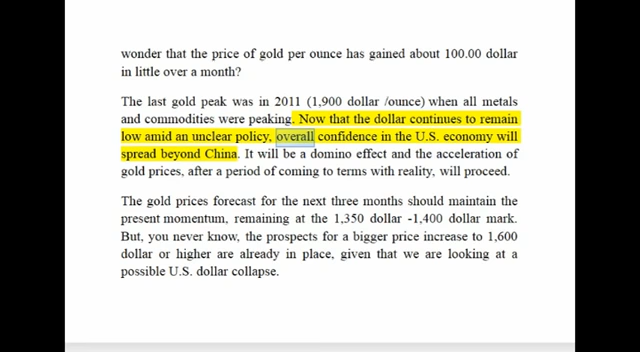 wonder that the price of gold per ounce has gained about 100.00 dollar
in little over a month?
The last gold peak was in 2011 (1,900 dollar /ounce) when all metals
and commodities were peaking. Now that the dollar continues to remain
low amid an unclear policy, overall confidence in the U.S. economy will
spread beyond China. It will be a domino effect and the acceleration of
gold prices, after a period of coming to terms with reality, will proceed.
The gold prices forecast for the next three months should maintain the
present momentum, remaining at the 1,350 dollar -1,400 dollar mark.
But, you never know, the prospects for a bigger price increase to 1,600
dollar or higher are already in place, given that we are looking at a
possible U.S. dollar collapse.